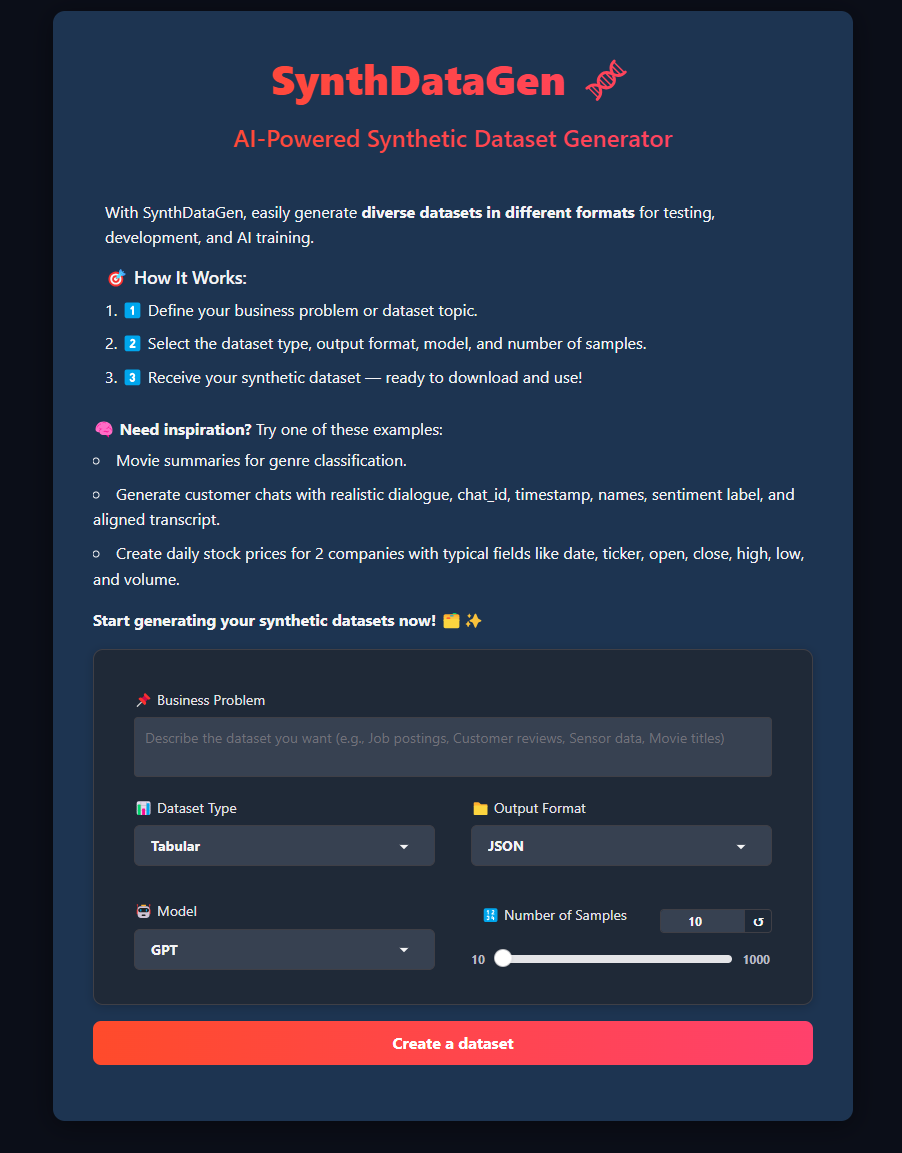 SynthDataGen 🧬
AI-Powered Synthetic Dataset Generator
With SynthDataGen, easily generate diverse datasets in different formats for testing,
development, and AI training.
🎯 How It Works:
1. 1️⃣ Define your business problem or dataset topic.
2. 2️⃣ Select the dataset type, output format, model, and number of samples.
3. 3️⃣ Receive your synthetic dataset — ready to download and use!
🧠 Need inspiration? Try one of these examples:
○ Movie summaries for genre classification.
○ Generate customer chats with realistic dialogue, chat_id, timestamp, names, sentiment label, and
aligned transcript.
○ Create daily stock prices for 2 companies with typical fields like date, ticker, open, close, high, low,
and volume.
Start generating your synthetic datasets now! 🗂️✨
📌 Business Problem
Describe the dataset you want (e.g., Job postings, Customer reviews, Sensor data, Movie titles)
📊 Dataset Type
📁 Output Format
Tabular
JSON
🤖 Model
🔢 Number of Samples
10 ↺
GPT
10
1000
Create a dataset